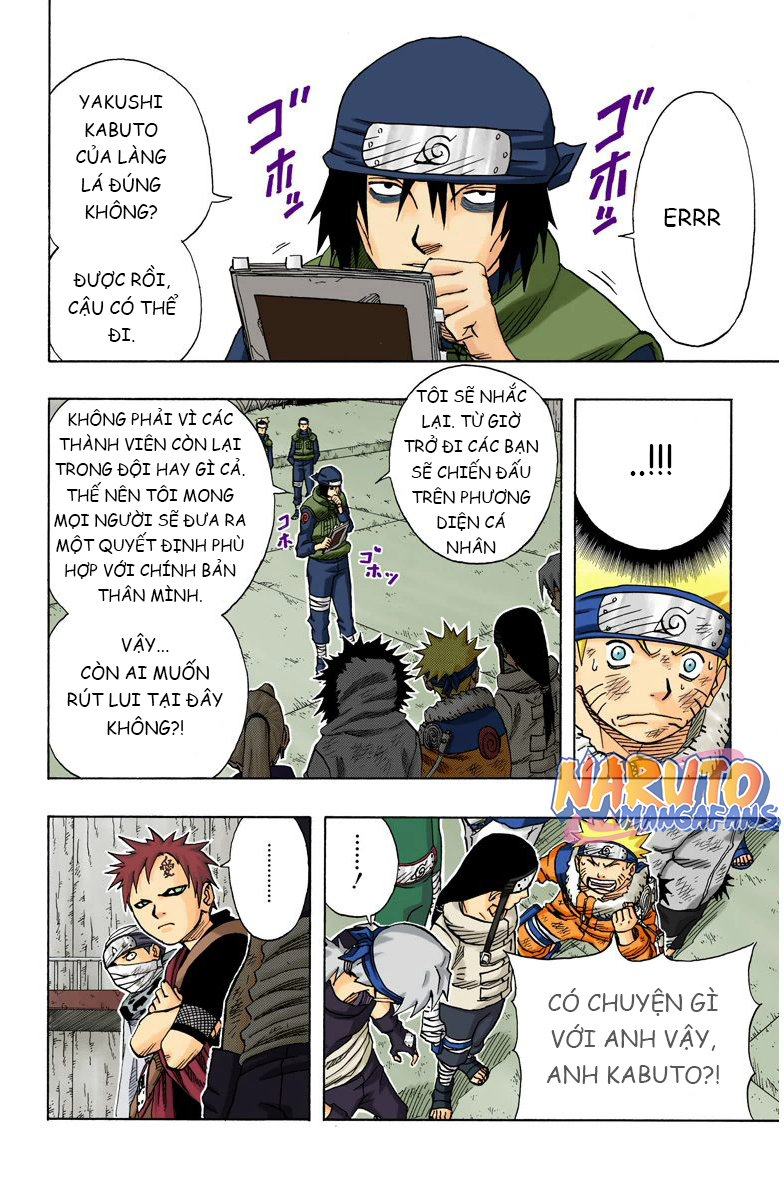 ゴホッ
ERRR
ゴホッ
YAKUSHI
KABUTO
CỦA LÀNG
LÁ ĐÚNG
KHÔNG?
ĐƯỢC RỒI,
CẬU CÓ THỂ
ĐI.
..!!!
TÔI SẼ NHẮC
LẠI. TỪ GIỜ
TRỞ ĐI CÁC BẠN
SẼ CHIẾN ĐẤU
TRÊN PHƯƠNG
DIỆN CÁ
NHÂN
ゴホッ
ゴホ
KHÔNG PHẢI VÌ CÁC
THÀNH VIÊN CÒN LẠI
TRONG ĐỘI HAY GÌ CẢ.
THẾ NÊN TÔI MONG
MỌI NGƯỜI SẼ ĐƯA RA
MỘT QUYẾT ĐỊNH PHÙ
HỢP VỚI CHÍNH BẢN
THÂN MÌNH.
VẬY...
CÒN AI MUỐN
RÚT LUI TẠI ĐÂY
KHÔNG?!
NARUTO
MANGAFANS
......!
CÓ CHUYỆN GÌ
VỚI ANH VẬY,
ANH KABUTO?!
.........
愛